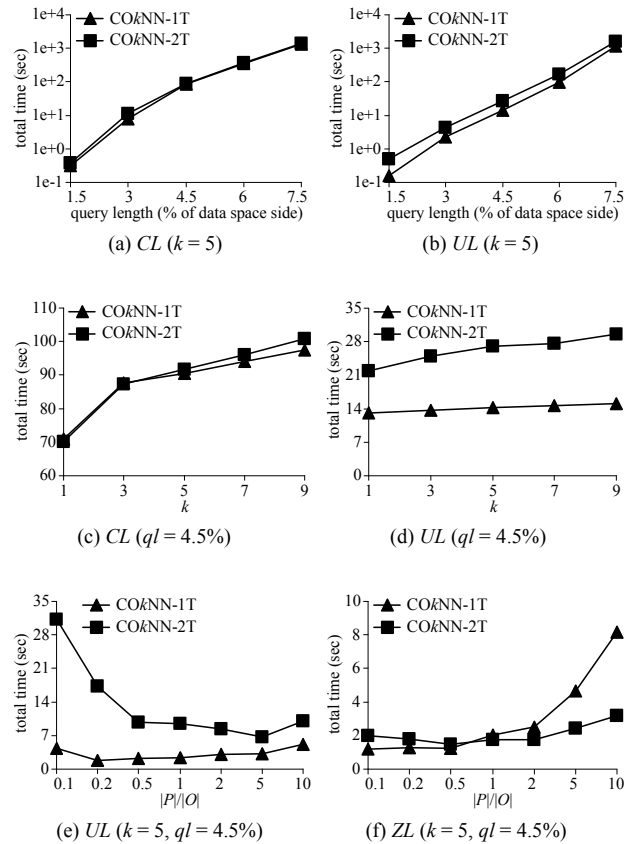 COkNN-1T
COkNN-2T
total time (sec)
1e+4
1e+3
1e+2
1e+1
1e+0
1e-1
1.5 3 4.5 6 7.5
query length (% of data space side)
(a) CL (k = 5)
COkNN-1T
COkNN-2T
total time (sec)
1e+4
1e+3
1e+2
1e+1
1e+0
1e-1
1.5 3 4.5 6 7.5
query length (% of data space side)
(b) UL (k = 5)
COkNN-1T
COkNN-2T
total time (sec)
110
100
90
80
70
60
1 3 5 7 9
k
(c) CL (ql = 4.5%)
COkNN-1T
COkNN-2T
total time (sec)
35
28
21
14
7
0
1 3 5 7 9
k
(d) UL (ql = 4.5%)
COkNN-1T
COkNN-2T
total time (sec)
35
28
21
14
7
0
0.1 0.2 0.5 1 2 5 10
|P|/|O|
(e) UL (k = 5, ql = 4.5%)
COkNN-1T
COkNN-2T
total time (sec)
10
8
6
4
2
0
0.1 0.2 0.5 1 2 5 10
|P|/|O|
(f) ZL (k = 5, ql = 4.5%)